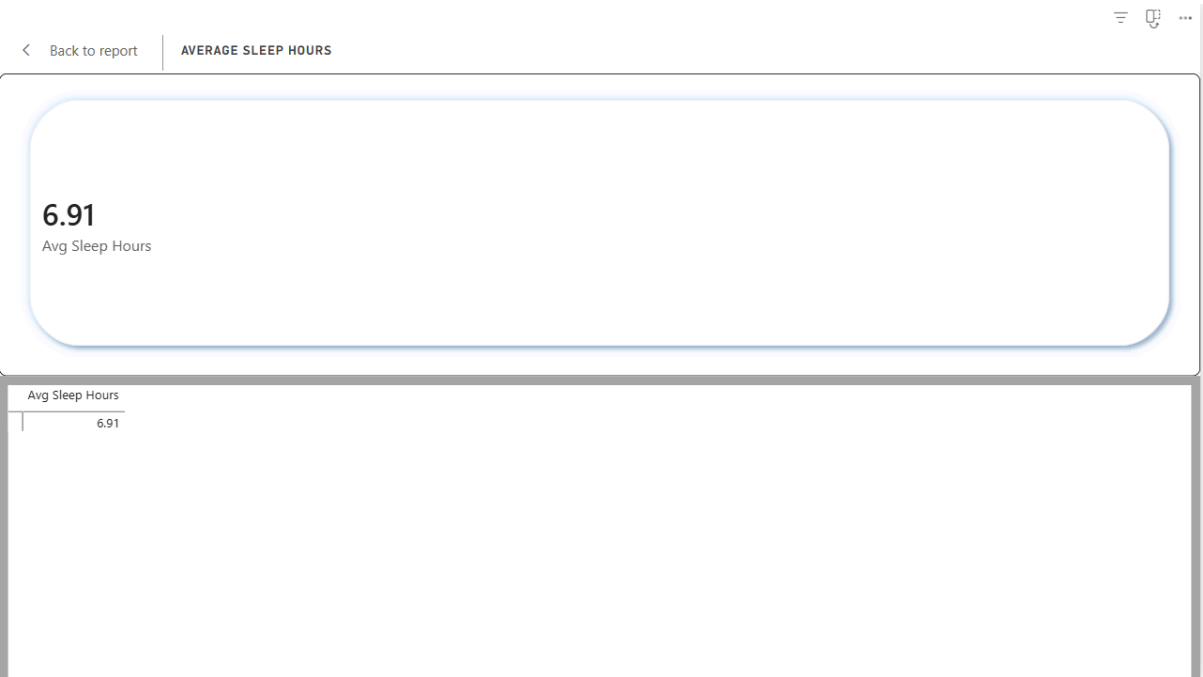 Back to report
AVERAGE SLEEP HOURS
6.91
Avg Sleep Hours
Avg Sleep Hours
6.91